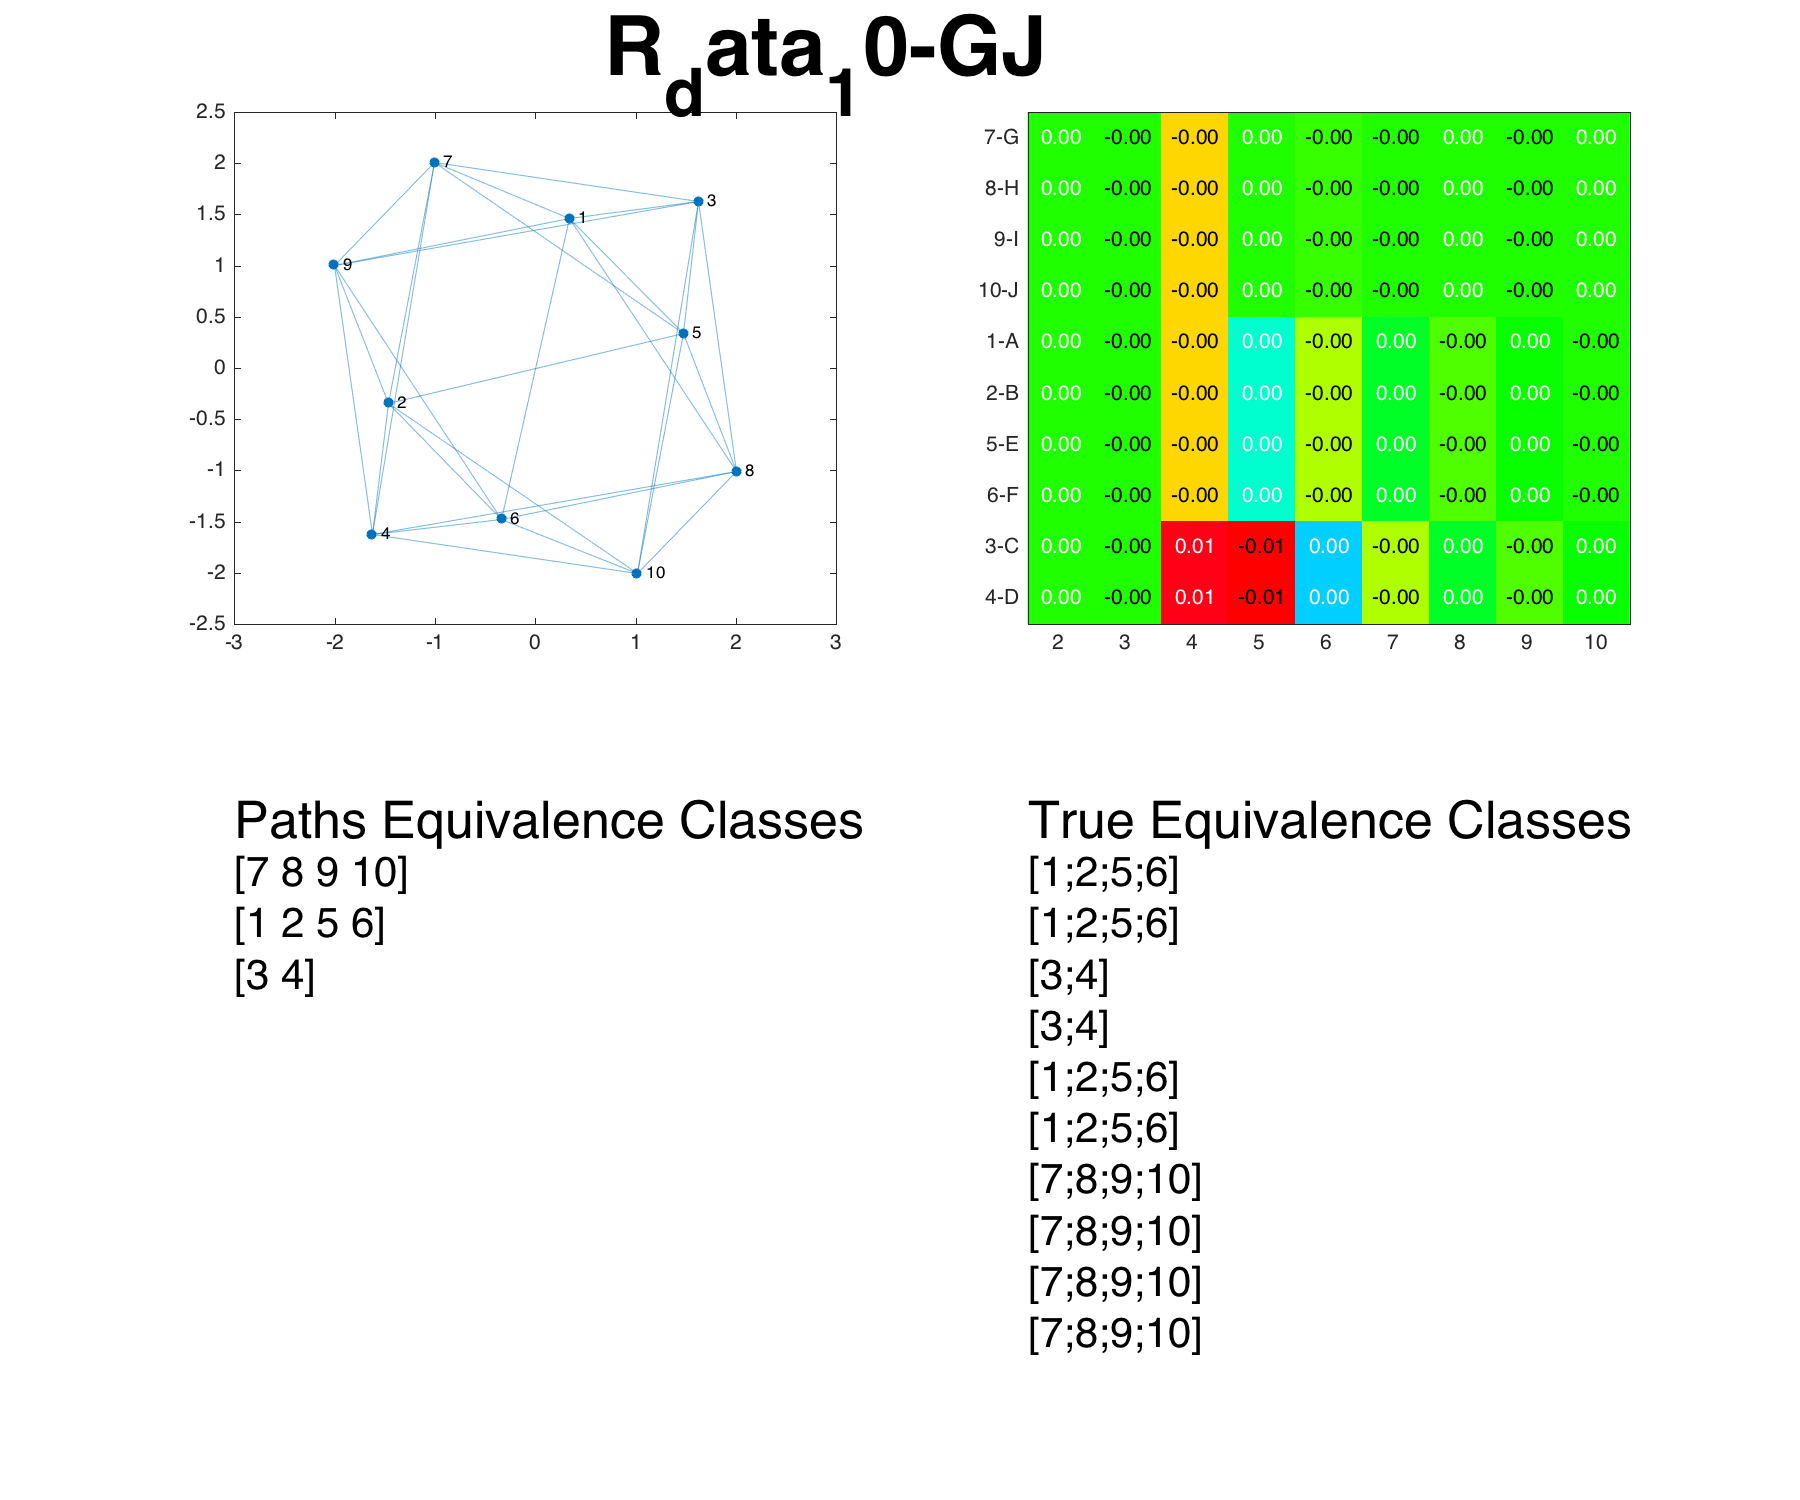 R_data_10-GJ
2.5
2
1.5
1
0.5
0
-0.5
-1
-1.5
-2
-2.5
-3 -2 -1 0 1 2 3
7
3
1
9
5
2
8
6
4
10
7-G 0.00 -0.00 -0.00 0.00 -0.00 -0.00 0.00 -0.00 0.00
8-H 0.00 -0.00 -0.00 0.00 -0.00 -0.00 0.00 -0.00 0.00
9-I 0.00 -0.00 -0.00 0.00 -0.00 -0.00 0.00 -0.00 0.00
10-J 0.00 -0.00 -0.00 0.00 -0.00 -0.00 0.00 -0.00 0.00
1-A 0.00 -0.00 -0.00 0.00 -0.00 0.00 -0.00 0.00 -0.00
2-B 0.00 -0.00 -0.00 0.00 -0.00 0.00 -0.00 0.00 -0.00
5-E 0.00 -0.00 -0.00 0.00 -0.00 0.00 -0.00 0.00 -0.00
6-F 0.00 -0.00 -0.00 0.00 -0.00 0.00 -0.00 0.00 -0.00
3-C 0.00 -0.00 0.01 -0.01 0.00 -0.00 0.00 -0.00 0.00
4-D 0.00 -0.00 0.01 -0.01 0.00 -0.00 0.00 -0.00 0.00
2 3 4 5 6 7 8 9 10
Paths Equivalence Classes
[7 8 9 10]
[1 2 5 6]
[3 4]
True Equivalence Classes
[1;2;5;6]
[1;2;5;6]
[3;4]
[3;4]
[1;2;5;6]
[1;2;5;6]
[7;8;9;10]
[7;8;9;10]
[7;8;9;10]
[7;8;9;10]